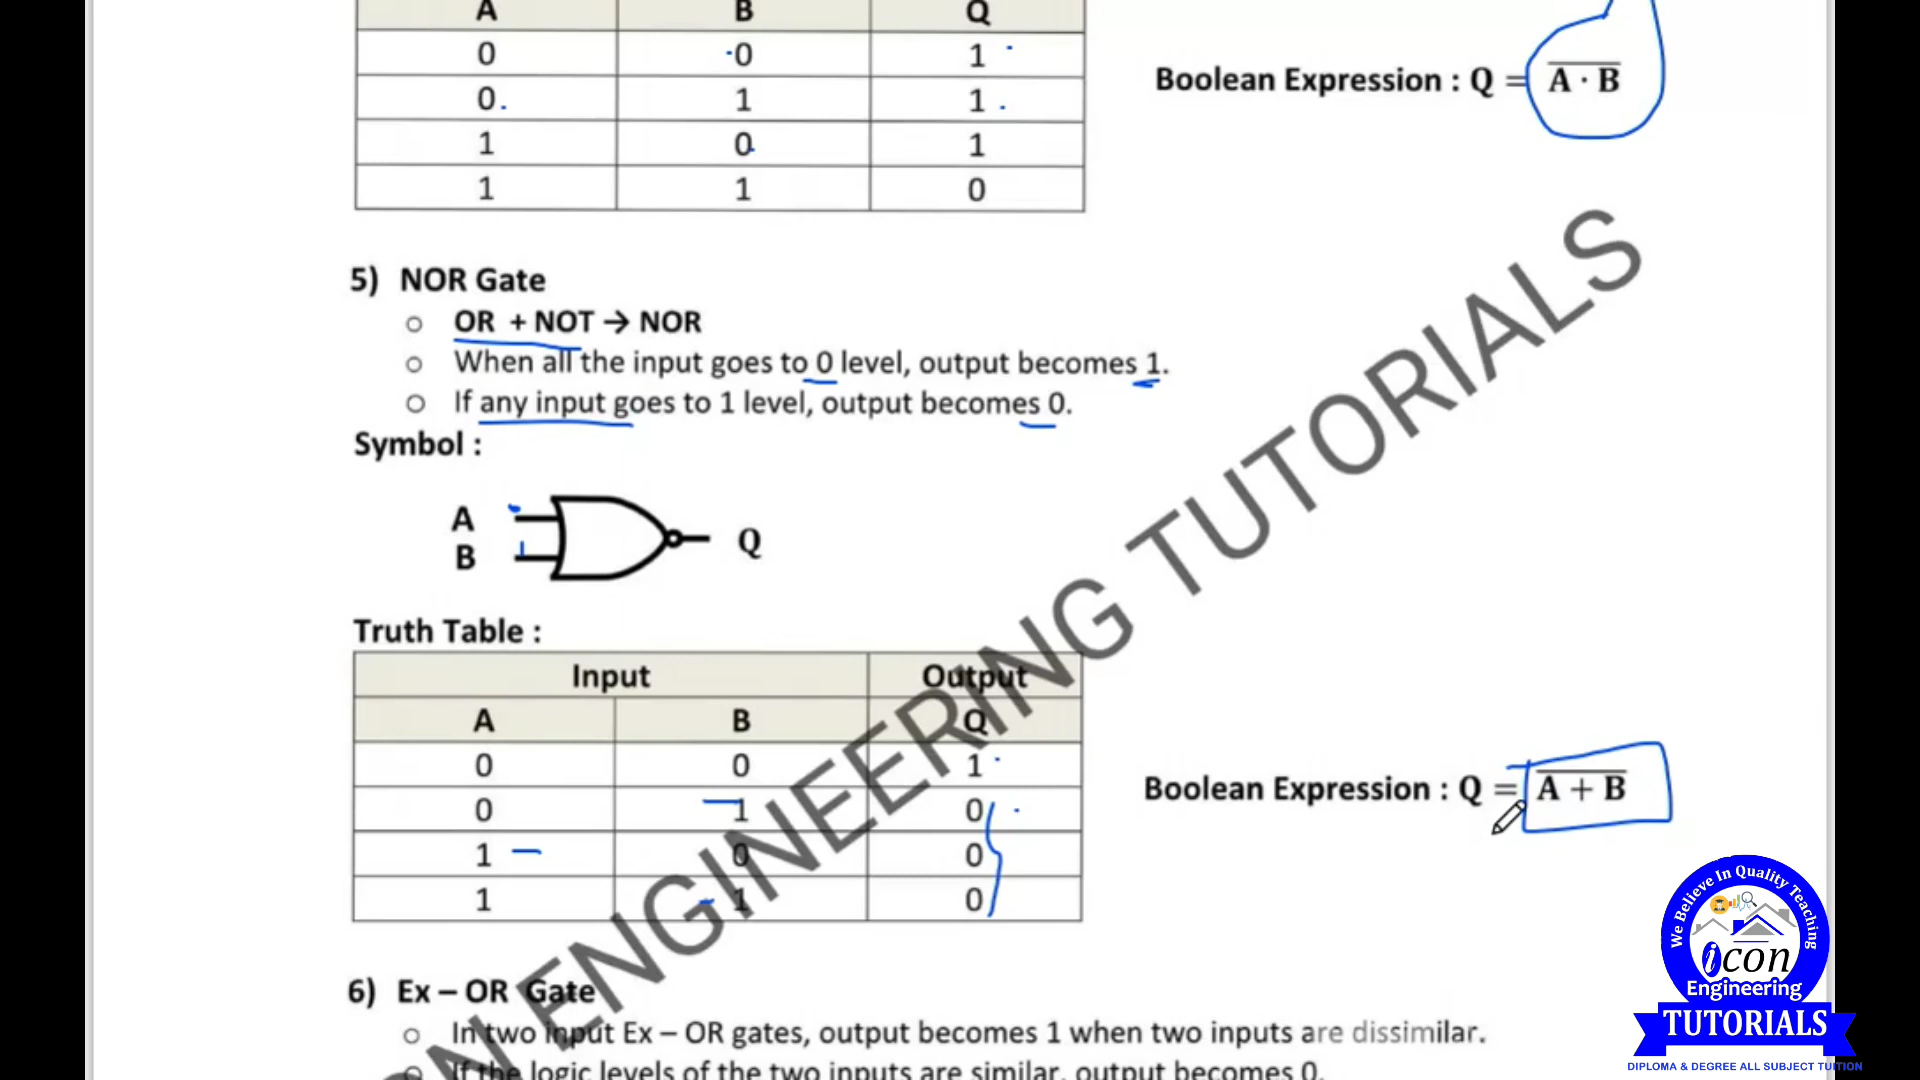 A B Q
0 0 1
0 1 1
1 0 1
1 1 0
Boolean Expression : Q = A · B
5) NOR Gate
○ OR + NOT → NOR
○ When all the input goes to 0 level, output becomes 1.
○ If any input goes to 1 level, output becomes 0.
Symbol :
A
B
Q
Truth Table :
Input Output
A B Q
0 0 1
0 1 0
1 0 0
1 1 0
Boolean Expression : Q = A + B
6) Ex – OR Gate
○ In two input Ex – OR gates, output becomes 1 when two inputs are dissimilar.
○ If the logic levels of the two inputs are similar, output becomes 0.
ON ENGINEERING TUTORIALS
We Believe In Quality Teaching
icon
Engineering
TUTORIALS
DIPLOMA & DEGREE ALL SUBJECT TUITION